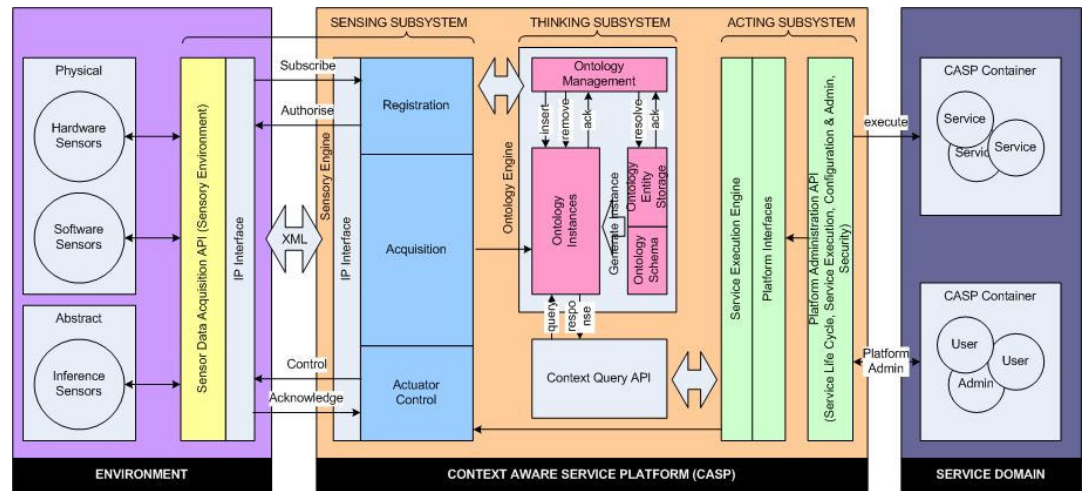 SENSING SUBSYSTEM
THINKING SUBSYSTEM
ACTING SUBSYSTEM
Physical
Hardware
Sensors
Software
Sensors
Abstract
Inference
Sensors
Sensor Data Acquisition API (Sensory Environment)
IP Interface
Subscribe
Authorise
XML
Control
Acknowledge
Sensory Engine
IP Interface
Registration
Acquisition
Actuator
Control
Ontology Engine
Ontology
Management
insert
remove
ack
resolve
ack
Ontology
Instances
Generate Instance
Ontology
Entity
Storage
Ontology
Schema
query
respo
nse
Context Query API
Service Execution Engine
Platform Interfaces
Platform Administration API
(Service Life Cycle, Service Execution, Configuration & Admin,
Security)
execute
Platform
Admin
CASP Container
Service
Servic
Service
CASP Container
User
User
Admin
ENVIRONMENT
CONTEXT AWARE SERVICE PLATFORM (CASP)
SERVICE DOMAIN